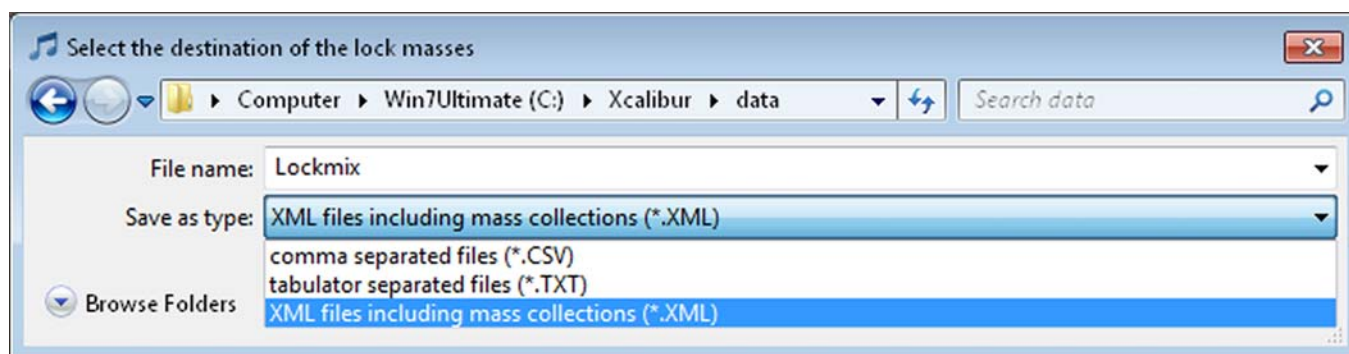 Select the destination of the lock masses
Computer Win7Ultimate (C:) Xcalibur data Search data
File name: Lockmix
Save as type: XML files including mass collections (*.XML)
comma separated files (*.CSV)
tabulator separated files (*.TXT)
Browse Folders XML files including mass collections (*.XML)